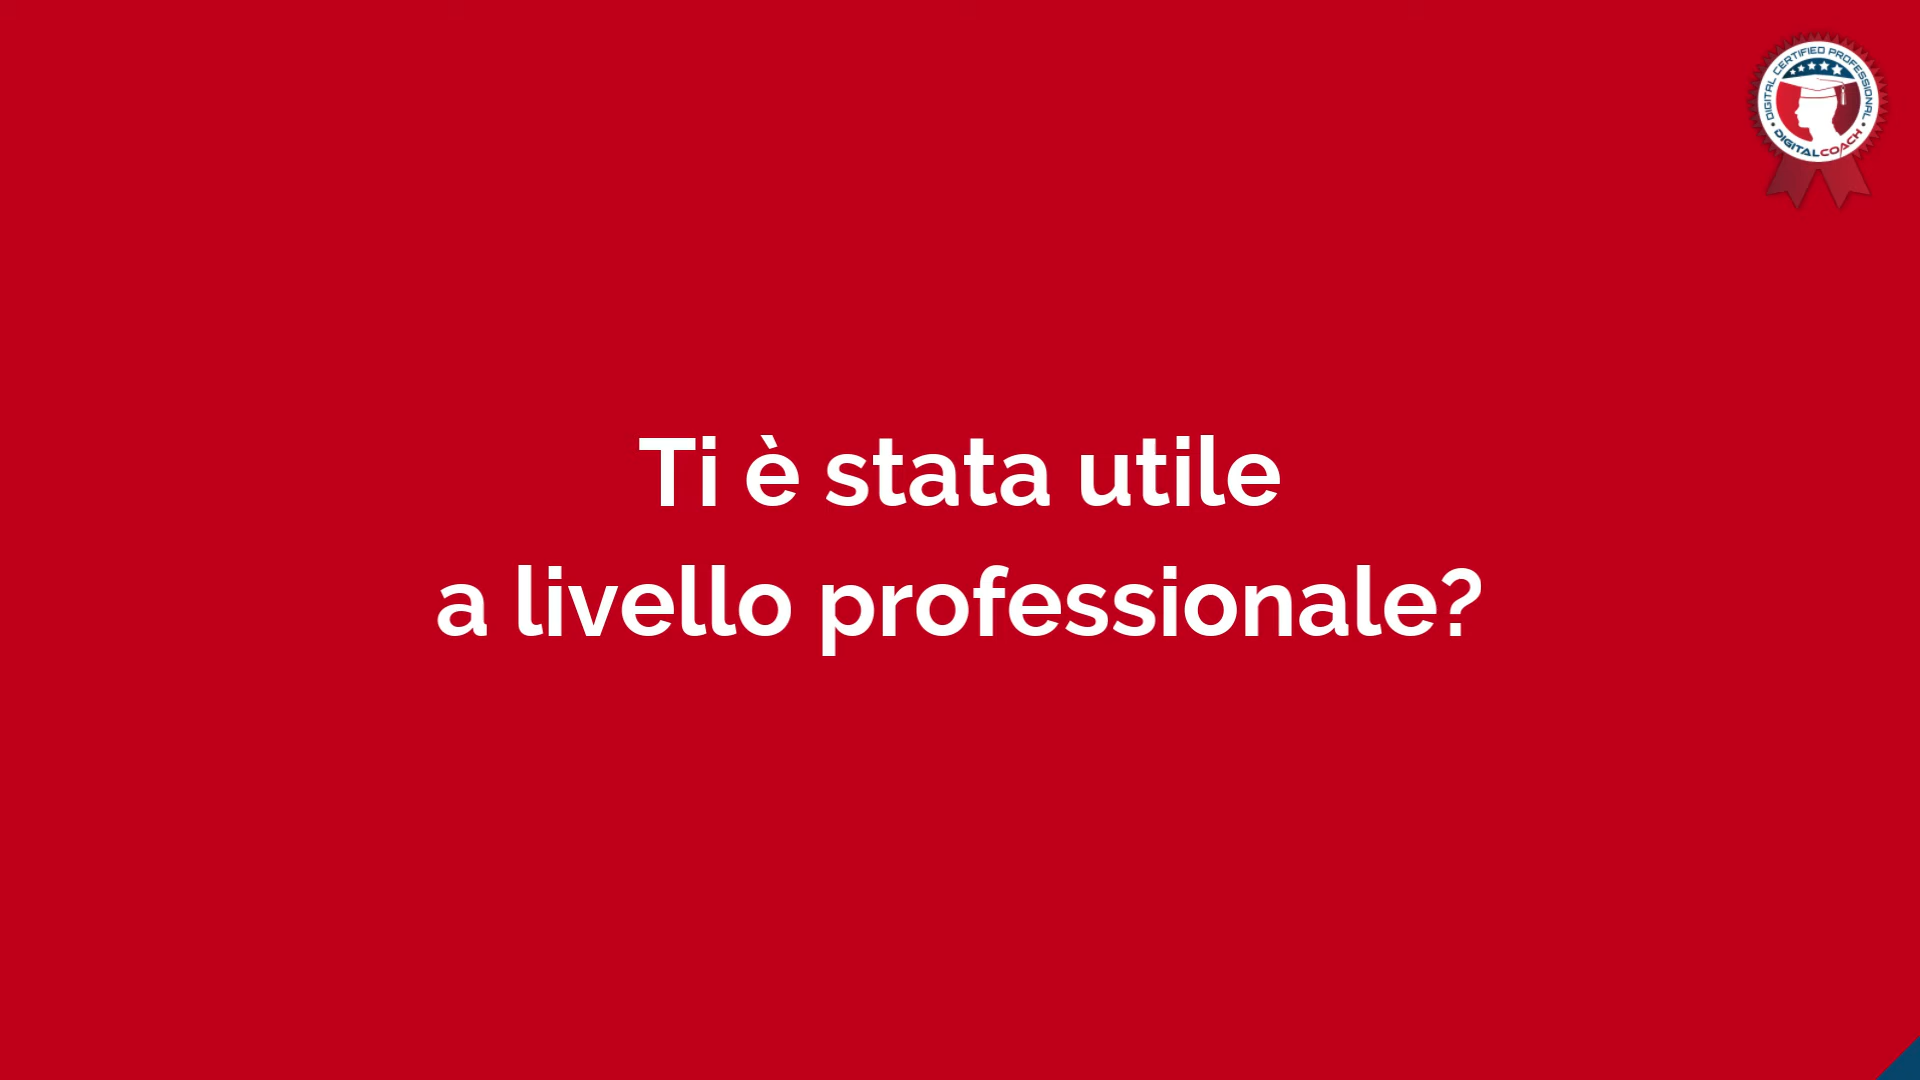 DIGITAL CERTIFIED PROFESSIONAL
DIGITALCOACH
Ti è stata utile
a livello professionale?